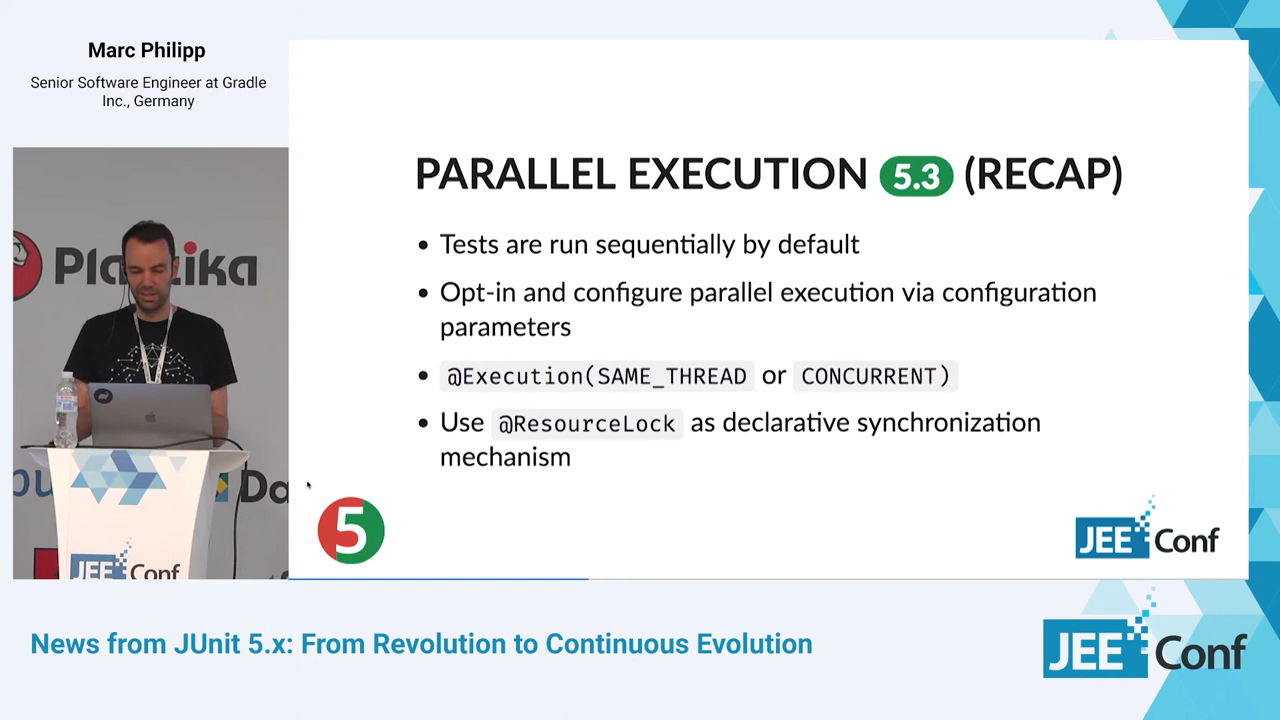 Marc Philipp
Senior Software Engineer at Gradle
Inc., Germany
PARALLEL EXECUTION 5.3 (RECAP)
• Tests are run sequentially by default
• Opt-in and configure parallel execution via configuration
parameters
• @Execution(SAME_THREAD or CONCURRENT)
• Use @ResourceLock as declarative synchronization
mechanism
5
JEE Conf
JEE Conf
News from JUnit 5.x: From Revolution to Continuous Evolution
JEE Conf